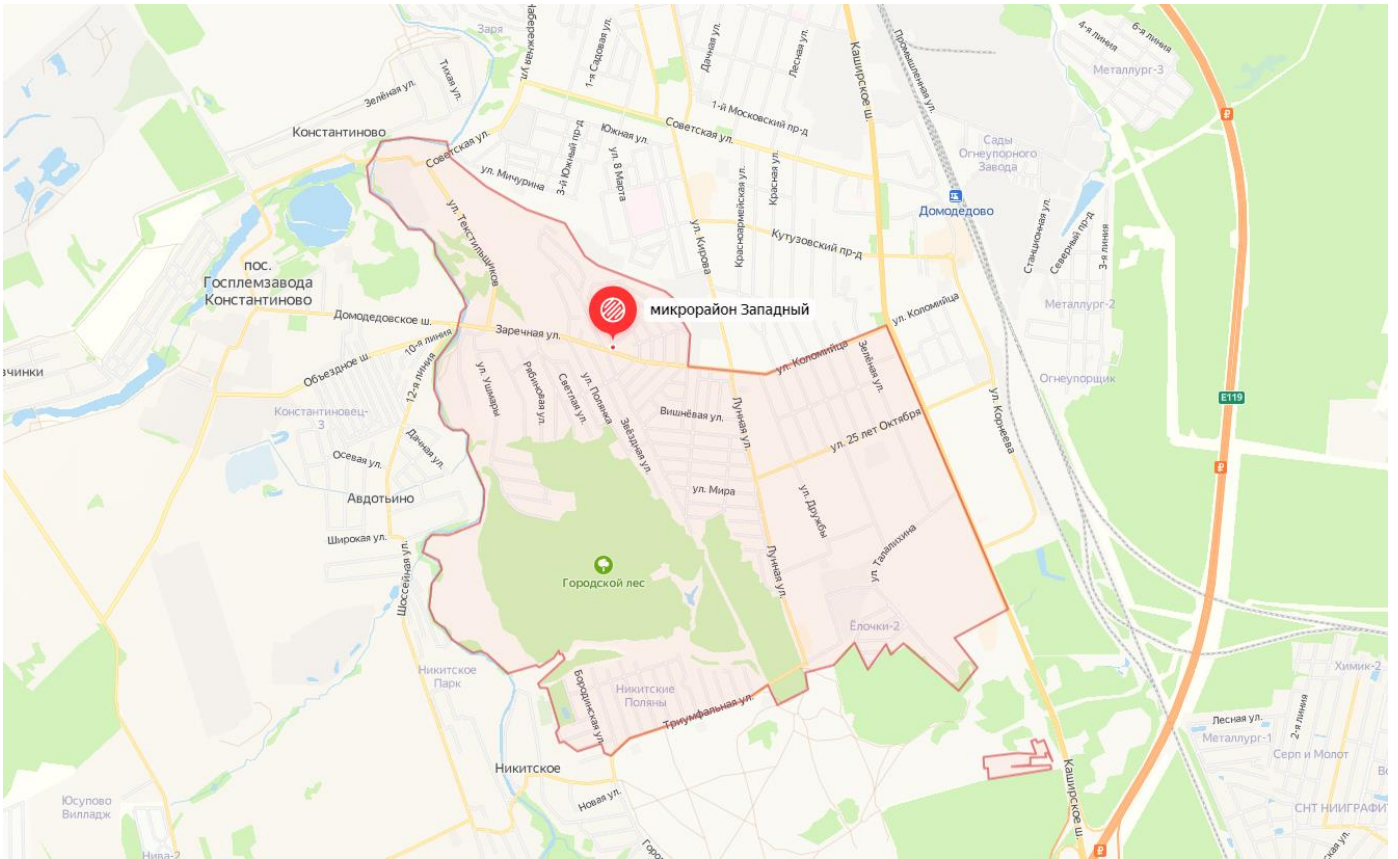 Заря
Набережная ул.
1-я Садовая ул.
Дачная ул.
Лесная ул.
Каширское ш.
Промышленная ул.
4-я линия
6-я линия
Металлург-3
Тихая ул.
Зелёная ул.
Константиново
Советская ул.
Южная ул.
1-й Московский пр-д
Советская ул.
Сады
Огнеупорного
Завода
ул. Мичурина
3-й Южный пр-д
ул. 8 Марта
Красноармейская ул.
Красная ул.
Домодедово
ул. Текстильщиков
ул. Кирова
Кутузовский пр-д
Станционная ул.
Северный пр-д
3-я линия
пос.
Госплемзавода
Константиново
микрорайон Западный
ул. Коломийца
Металлург-2
Домодедовское ш.
Заречная ул.
10-я линия
Объездное ш.
12-я линия
ул. Коломийца
Зелёная ул.
Огнеупорщик
ул. Ушмары
Рябиновая ул.
Светлая ул.
ул. Полянка
Звёздная ул.
Вишнёвая ул.
Лунная ул.
ул. 25 лет Октября
ул. Корнеева
E119
Константиновец-
3
Дачная ул.
Осевая ул.
Авдотьино
ул. Мира
ул. Дружбы
Широкая ул.
Шоссейная ул.
Городской лес
Лунная ул.
ул. Талалихина
Ёлочки-2
Никитское
Парк
Бородинская ул.
Никитские
Поляны
Триумфальная ул.
Химик-2
Лесная ул.
2-я линия
Металлург-1
Серп и Молот
Никитское
Новая ул.
Каширское ш.
Юсупово
Вилладж
Нива-2
СНТ НИИГРАФИТ